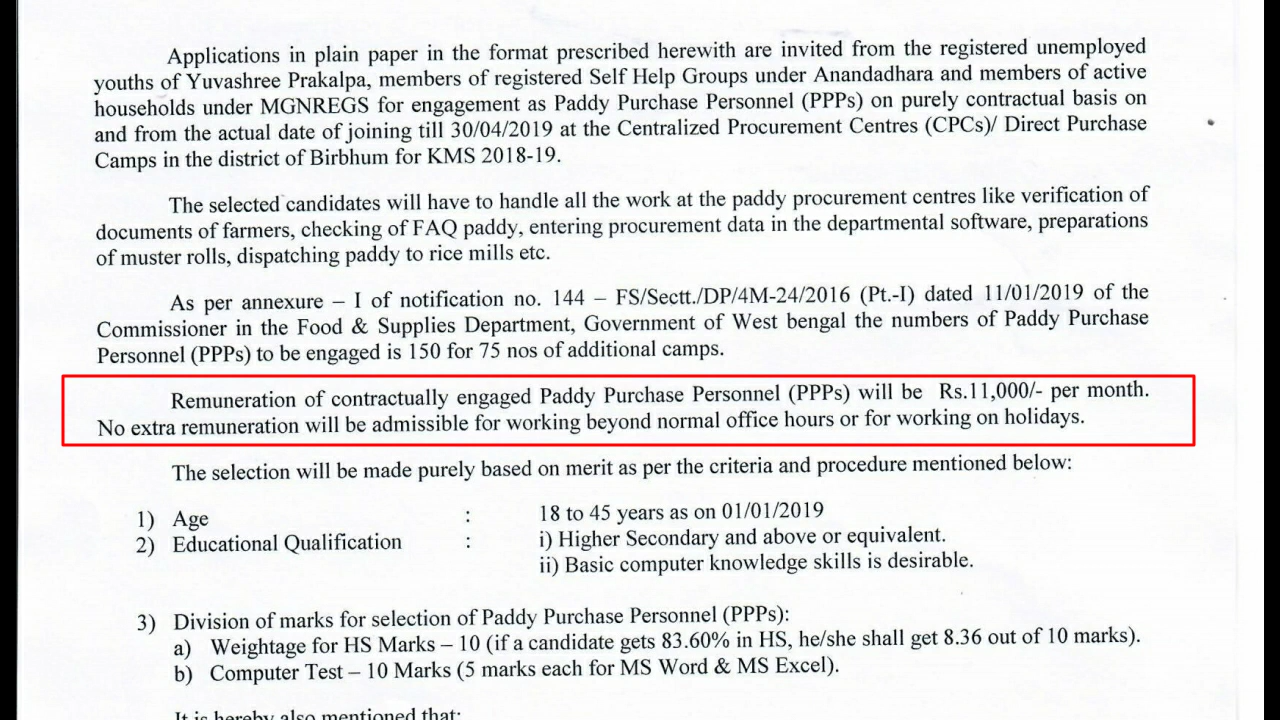 Applications in plain paper in the format prescribed herewith are invited from the registered unemployed
youths of Yuvashree Prakalpa, members of registered Self Help Groups under Anandadhara and members of active
households under MGNREGS for engagement as Paddy Purchase Personnel (PPPs) on purely contractual basis on
and from the actual date of joining till 30/04/2019 at the Centralized Procurement Centres (CPCs)/ Direct Purchase
Camps in the district of Birbhum for KMS 2018-19.
The selected candidates will have to handle all the work at the paddy procurement centres like verification of
documents of farmers, checking of FAQ paddy, entering procurement data in the departmental software, preparations
of muster rolls, dispatching paddy to rice mills etc.
As per annexure – I of notification no. 144 – FS/Sectt./DP/4M-24/2016 (Pt.-I) dated 11/01/2019 of the
Commissioner in the Food & Supplies Department, Government of West bengal the numbers of Paddy Purchase
Personnel (PPPs) to be engaged is 150 for 75 nos of additional camps.
Remuneration of contractually engaged Paddy Purchase Personnel (PPPs) will be Rs.11,000/- per month.
No extra remuneration will be admissible for working beyond normal office hours or for working on holidays.
The selection will be made purely based on merit as per the criteria and procedure mentioned below:
1) Age : 18 to 45 years as on 01/01/2019
2) Educational Qualification : i) Higher Secondary and above or equivalent.
ii) Basic computer knowledge skills is desirable.
3) Division of marks for selection of Paddy Purchase Personnel (PPPs):
a) Weightage for HS Marks – 10 (if a candidate gets 83.60% in HS, he/she shall get 8.36 out of 10 marks).
b) Computer Test – 10 Marks (5 marks each for MS Word & MS Excel).
It is hereby also mentioned that: